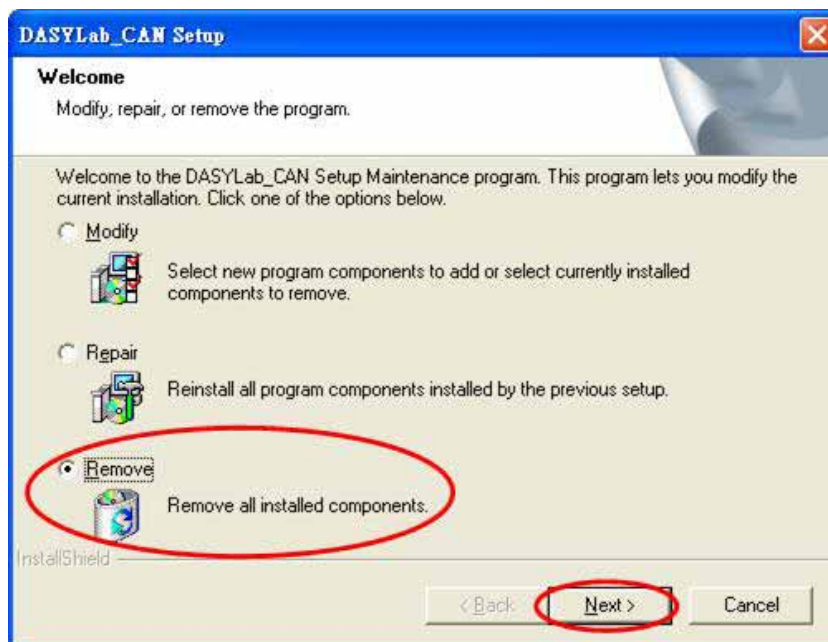 DASYLab_CAN Setup
Welcome
Modify, repair, or remove the program.
Welcome to the DASYLab_CAN Setup Maintenance program. This program lets you modify the
current installation. Click one of the options below.
Modify
Select new program components to add or select currently installed
components to remove.
Repair
Reinstall all program components installed by the previous setup.
Remove
Remove all installed components.
InstallShield
< Back Next > Cancel